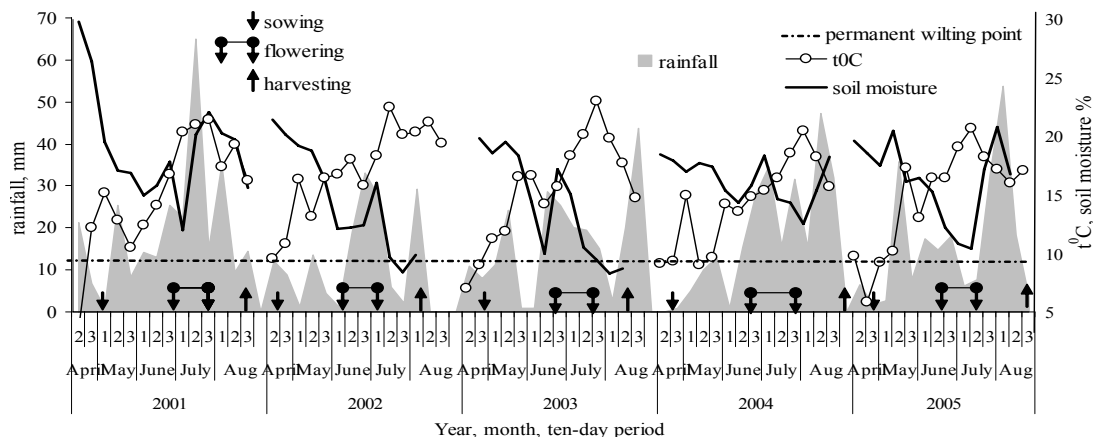 70
60
50
40
30
20
10
0
rainfall, mm
sowing
flowering
harvesting
rainfall
permanent wilting point
t0C
soil moisture
30
25
20
15
10
5
t⁰C, soil moisture %
2 3 1 2 3 1 2 3 1 2 3 1 2 3 2 3 1 2 3 1 2 3 1 2 3 2 3 1 2 3 1 2 3 1 2 3 1 2 3 2 3 1 2 3 1 2 3 1 2 3 1 2 3 2 3 1 2 3 1 2 3 1 2 3 1 2 3
April May June July Aug April May June July Aug April May June July Aug April May June July Aug April May June July Aug
2001 2002 2003 2004 2005
Year, month, ten-day period